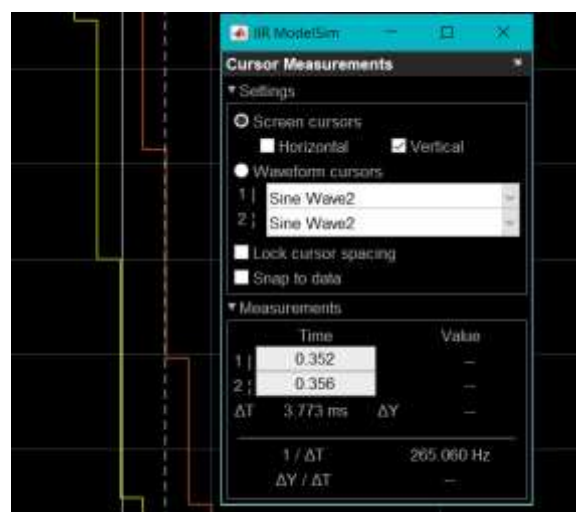 IIR ModelSim
Cursor Measurements
Settings
Screen cursors
Horizontal Vertical
Waveform cursors
1 Sine Wave2
2 Sine Wave2
Lock cursor spacing
Snap to data
Measurements
Time Value
1 0.352 --
2 0.356 --
ΔT 3.773 ms ΔY --
1 / ΔT 265.060 Hz
ΔY / ΔT --